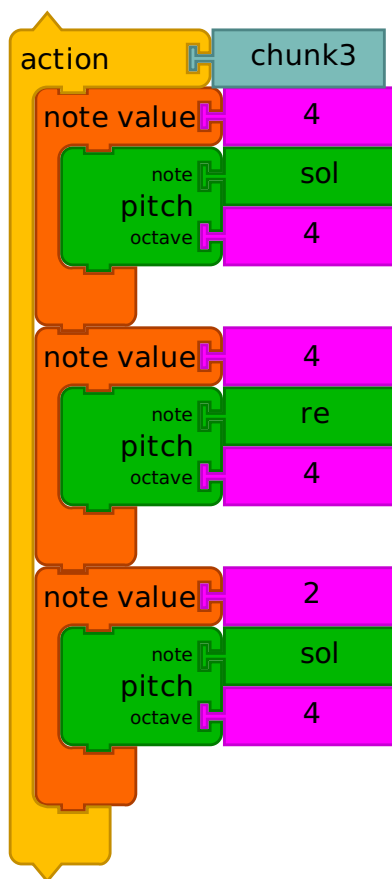 action chunk3
note value 4
note sol
pitch
octave 4
note value 4
note re
pitch
octave 4
note value 2
note sol
pitch
octave 4